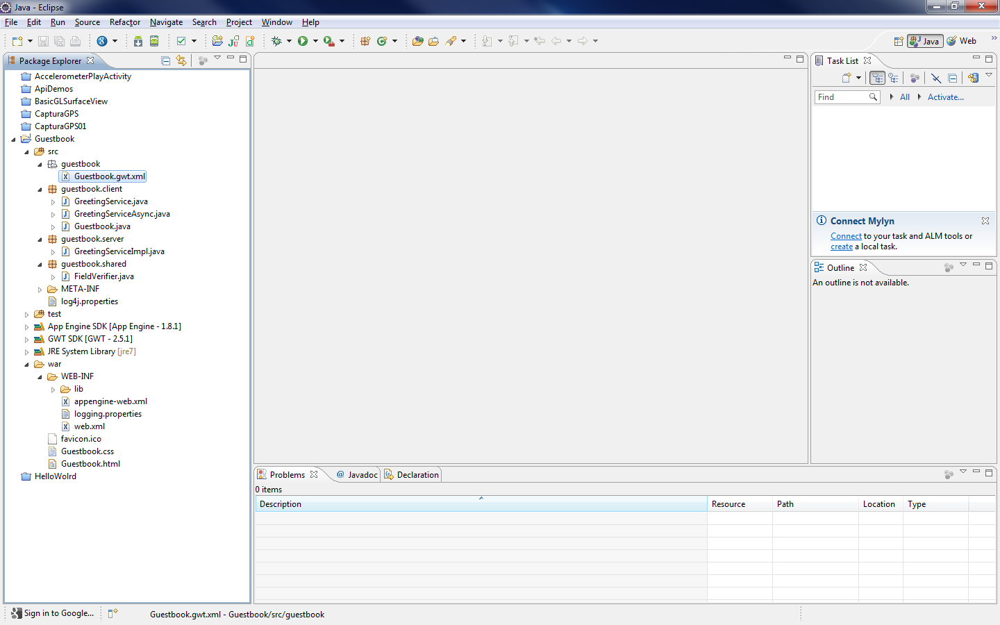 Java - Eclipse
File Edit Run Source Refactor Navigate Search Project Window Help
Java Web
Package Explorer
AccelerometerPlayActivity
ApiDemos
BasicGLSurfaceView
CapturaGPS
CapturaGPS01
Guestbook
src
guestbook
Guestbook.gwt.xml
guestbook.client
GreetingService.java
GreetingServiceAsync.java
Guestbook.java
guestbook.server
GreetingServiceImpl.java
guestbook.shared
FieldVerifier.java
META-INF
log4j.properties
test
App Engine SDK [App Engine - 1.8.1]
GWT SDK [GWT - 2.5.1]
JRE System Library [jre7]
war
WEB-INF
lib
appengine-web.xml
logging.properties
web.xml
favicon.ico
Guestbook.css
Guestbook.html
HelloWolrd
Task List
Find All Activate...
Connect Mylyn
Connect to your task and ALM tools or
create a local task.
Outline
An outline is not available.
Problems @ Javadoc Declaration
0 items
Description Resource Path Location Type
Sign in to Google... Guestbook.gwt.xml - Guestbook/src/guestbook